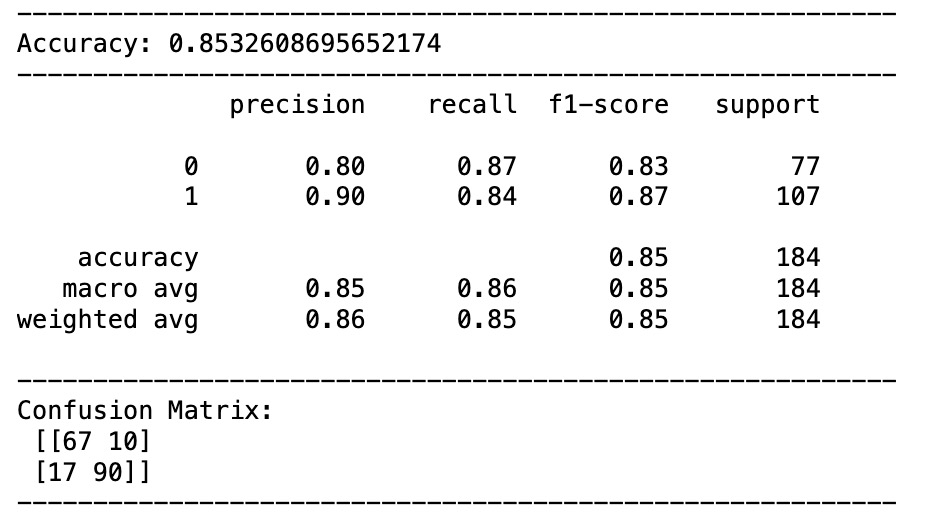 ----------------------------------------------------------
Accuracy: 0.8532608695652174
----------------------------------------------------------
              precision    recall  f1-score   support

           0       0.80      0.87      0.83        77
           1       0.90      0.84      0.87       107

    accuracy                           0.85       184
   macro avg       0.85      0.86      0.85       184
weighted avg       0.86      0.85      0.85       184

----------------------------------------------------------
Confusion Matrix:
 [[67 10]
 [17 90]]
----------------------------------------------------------